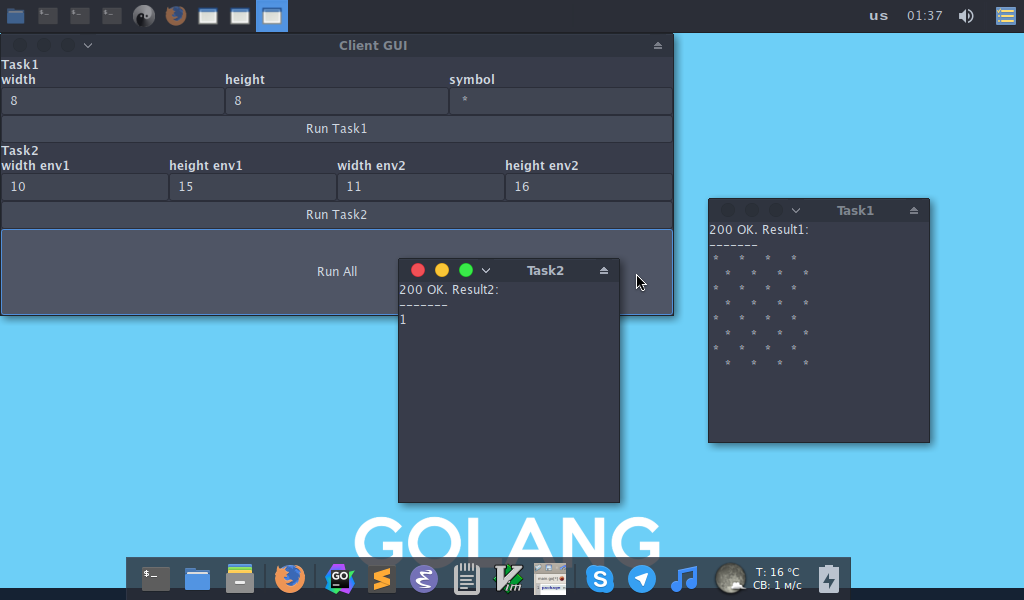 us 01:37
Client GUI
Task1
width height symbol
8 8 *
Run Task1
Task2
width env1 height env1 width env2 height env2
10 15 11 16
Run Task2
Run All
Task2
200 OK. Result2:
-------
1
Task1
200 OK. Result1:
-------
* * * *
* * * *
* * * *
* * * *
* * * *
* * * *
* * * *
* * * *
GOLANG
$_
GO
Vim
T: 16 °C
СВ: 1 м/с